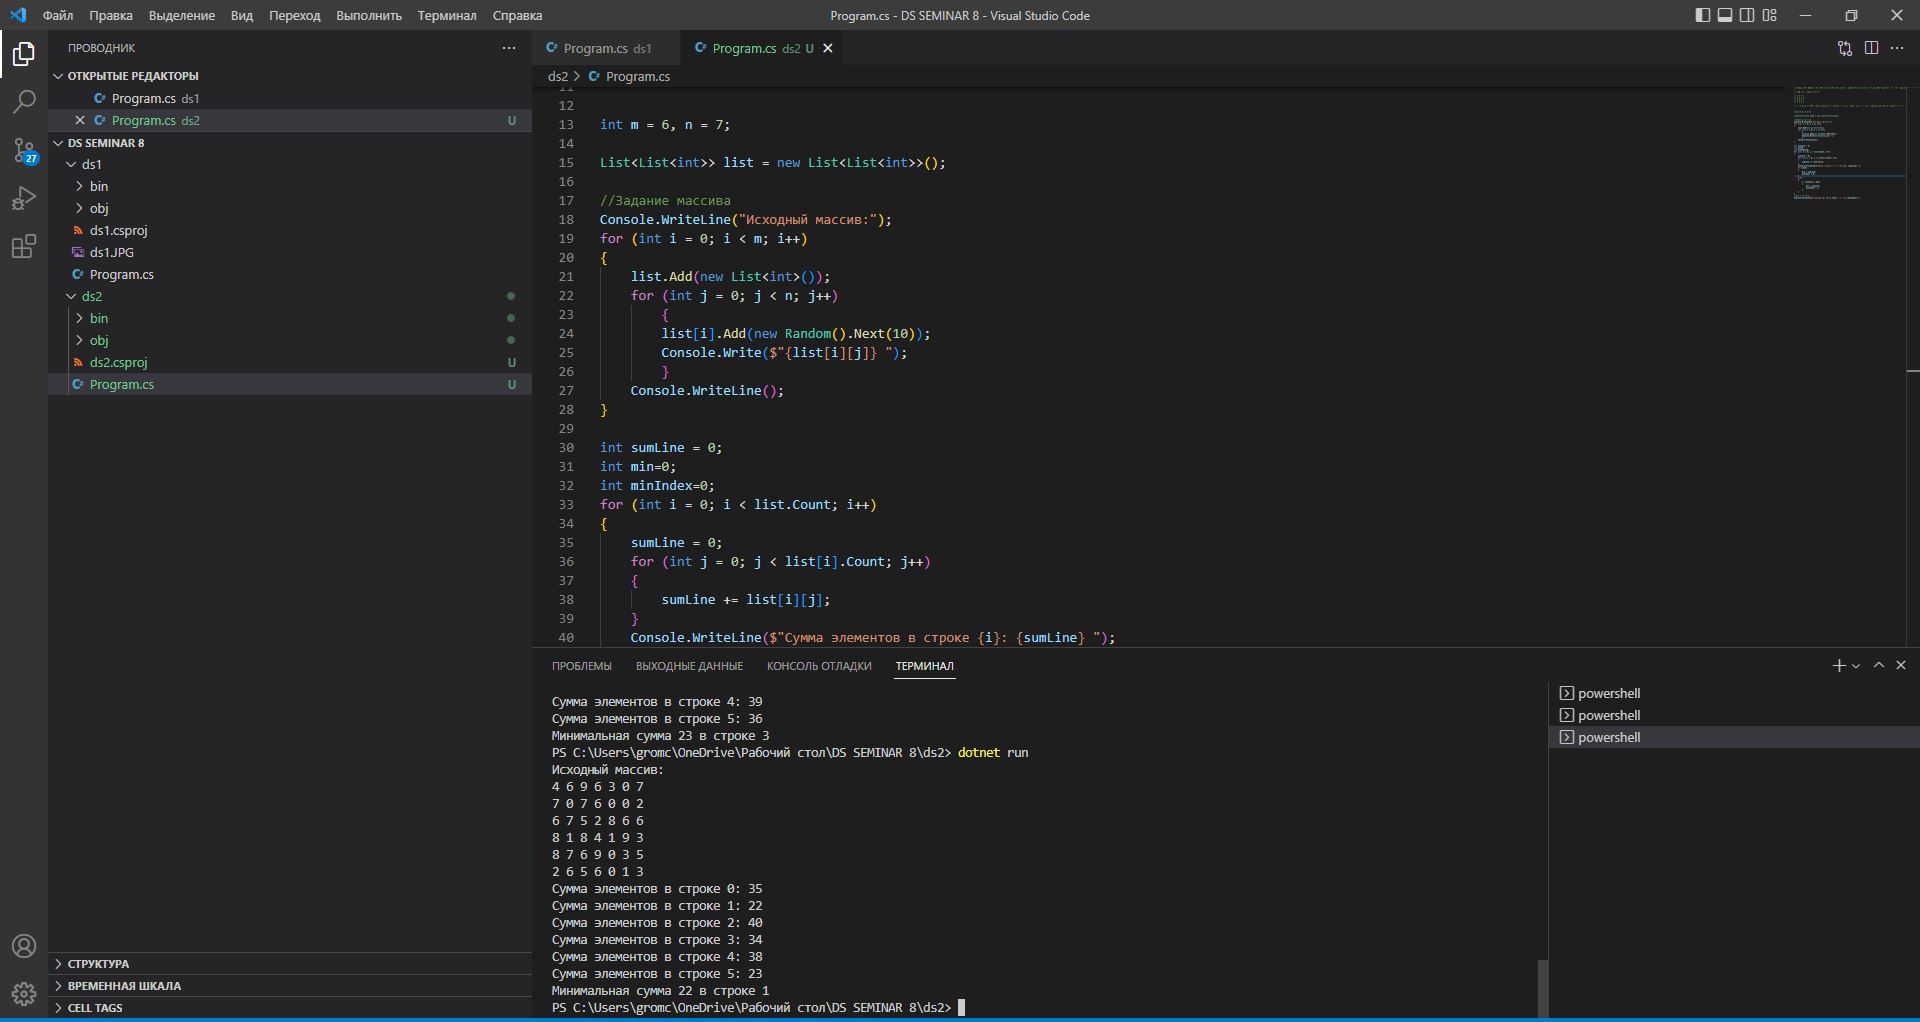 Файл Правка Выделение Вид Переход Выполнить Терминал Справка Program.cs - DS SEMINAR 8 - Visual Studio Code
ПРОВОДНИК
ОТКРЫТЫЕ РЕДАКТОРЫ
Program.cs ds1
Program.cs ds2 U
DS SEMINAR 8
27
ds1
bin
obj
ds1.csproj
ds1.JPG
Program.cs
ds2
bin
obj
ds2.csproj U
Program.cs U
СТРУКТУРА
ВРЕМЕННАЯ ШКАЛА
CELL TAGS
Program.cs ds1 Program.cs ds2 U
ds2 > Program.cs
11
12
13 int m = 6, n = 7;
14
15 List<List<int>> list = new List<List<int>>();
16
17 //Задание массива
18 Console.WriteLine("Исходный массив:");
19 for (int i = 0; i < m; i++)
20 {
21 list.Add(new List<int>());
22 for (int j = 0; j < n; j++)
23 {
24 list[i].Add(new Random().Next(10));
25 Console.Write($"{list[i][j]} ");
26 }
27 Console.WriteLine();
28 }
29
30 int sumLine = 0;
31 int min=0;
32 int minIndex=0;
33 for (int i = 0; i < list.Count; i++)
34 {
35 sumLine = 0;
36 for (int j = 0; j < list[i].Count; j++)
37 {
38 sumLine += list[i][j];
39 }
40 Console.WriteLine($"Сумма элементов в строке {i}: {sumLine} ");
ПРОБЛЕМЫ ВЫХОДНЫЕ ДАННЫЕ КОНСОЛЬ ОТЛАДКИ ТЕРМИНАЛ
Сумма элементов в строке 4: 39
Сумма элементов в строке 5: 36
Минимальная сумма 23 в строке 3
PS C:\Users\gromc\OneDrive\Рабочий стол\DS SEMINAR 8\ds2> dotnet run
Исходный массив:
4 6 9 6 3 0 7
7 0 7 6 0 0 2
6 7 5 2 8 6 6
8 1 8 4 1 9 3
8 7 6 9 0 3 5
2 6 5 6 0 1 3
Сумма элементов в строке 0: 35
Сумма элементов в строке 1: 22
Сумма элементов в строке 2: 40
Сумма элементов в строке 3: 34
Сумма элементов в строке 4: 38
Сумма элементов в строке 5: 23
Минимальная сумма 22 в строке 1
PS C:\Users\gromc\OneDrive\Рабочий стол\DS SEMINAR 8\ds2>
powershell
powershell
powershell